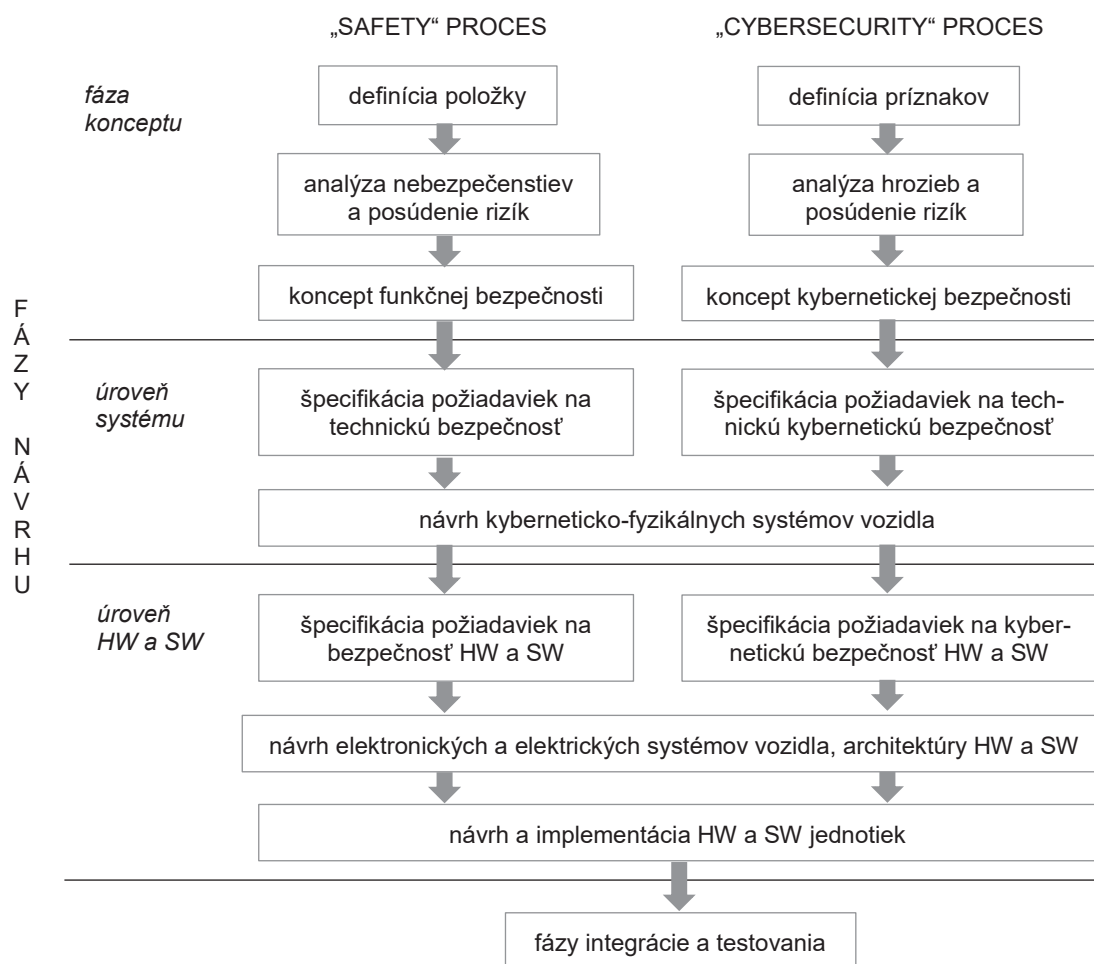 „SAFETY“ PROCES
„CYBERSECURITY“ PROCES
fáza
konceptu
definícia položky
definícia príznakov
analýza nebezpečenstiev
a posúdenie rizík
analýza hrozieb a
posúdenie rizík
koncept funkčnej bezpečnosti
koncept kybernetickej bezpečnosti
FÁZY NÁVRHU
úroveň
systému
špecifikácia požiadaviek na
technickú bezpečnosť
špecifikácia požiadaviek na tech-
nickú kybernetickú bezpečnosť
návrh kyberneticko-fyzikálnych systémov vozidla
úroveň
HW a SW
špecifikácia požiadaviek na
bezpečnosť HW a SW
špecifikácia požiadaviek na kyber-
netickú bezpečnosť HW a SW
návrh elektronických a elektrických systémov vozidla, architektúry HW a SW
návrh a implementácia HW a SW jednotiek
fázy integrácie a testovania